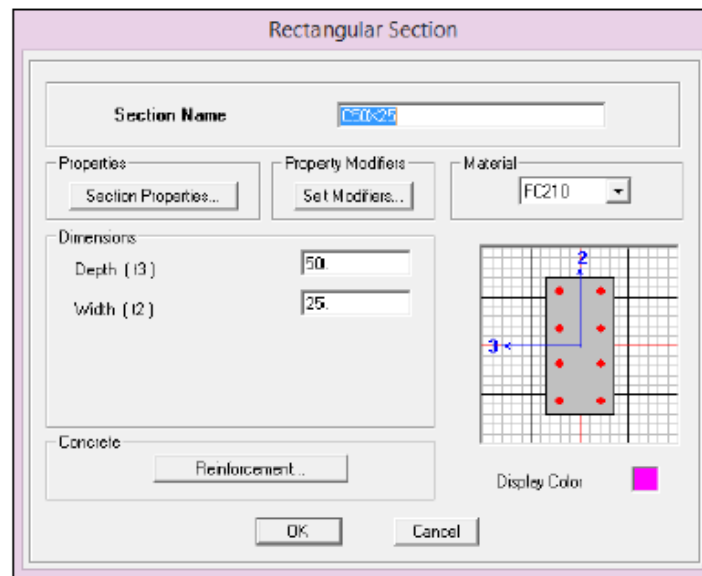 Rectangular Section
Section Name
C50X25
Properties
Section Properties...
Property Modifiers
Set Modifiers...
Material
FC210
Dimensions
Depth ( t3 )
50.
Width ( t2 )
25.
2
3
Concrete
Reinforcement...
Display Color
OK
Cancel